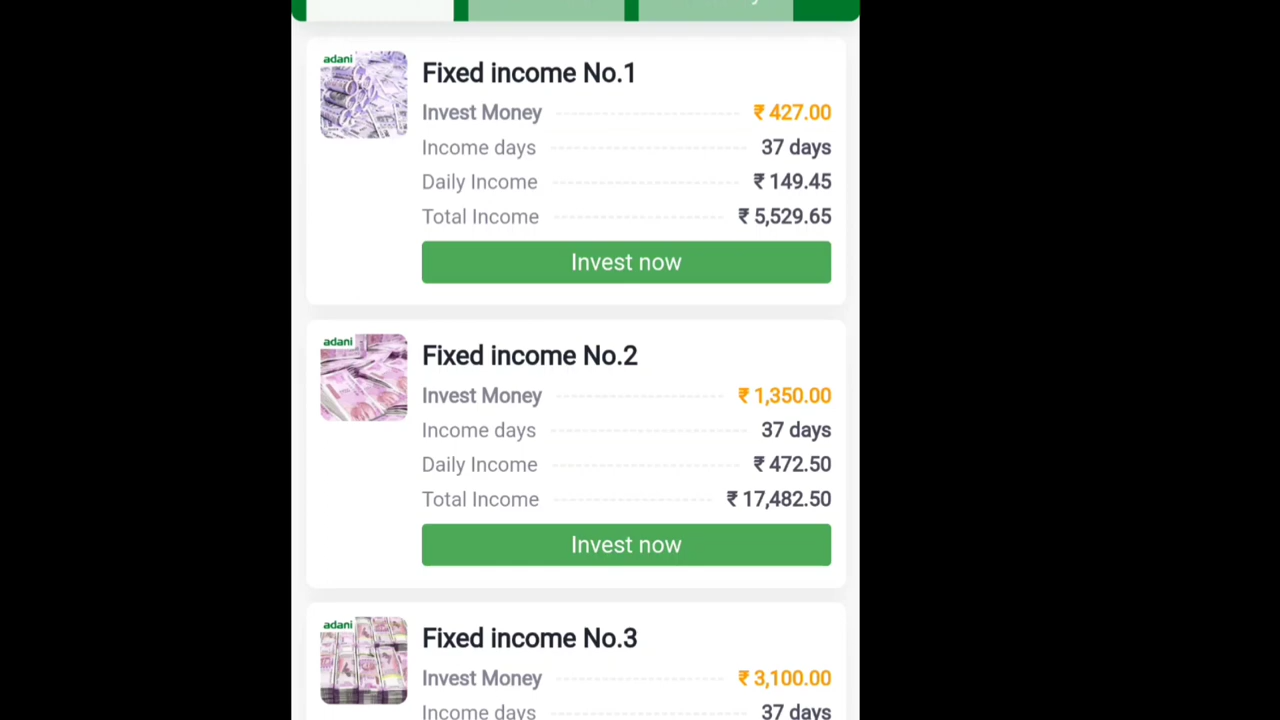 adani
Fixed income No.1
Invest Money ₹ 427.00
Income days 37 days
Daily Income ₹ 149.45
Total Income ₹ 5,529.65
Invest now
adani
Fixed income No.2
Invest Money ₹ 1,350.00
Income days 37 days
Daily Income ₹ 472.50
Total Income ₹ 17,482.50
Invest now
adani
Fixed income No.3
Invest Money ₹ 3,100.00
Income days 37 days